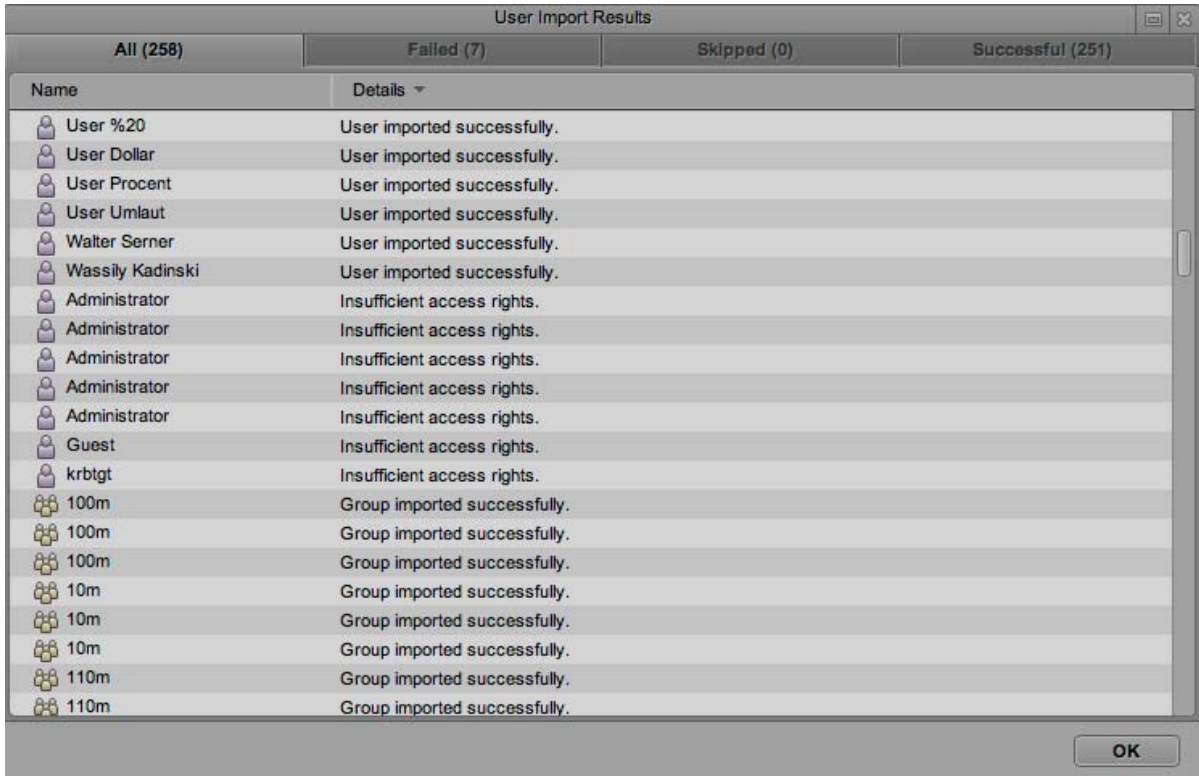 User Import Results
All (258) Failed (7) Skipped (0) Successful (251)
Name Details
User %20 User imported successfully.
User Dollar User imported successfully.
User Procent User imported successfully.
User Umlaut User imported successfully.
Walter Serner User imported successfully.
Wassily Kadinski User imported successfully.
Administrator Insufficient access rights.
Administrator Insufficient access rights.
Administrator Insufficient access rights.
Administrator Insufficient access rights.
Administrator Insufficient access rights.
Guest Insufficient access rights.
krbtgt Insufficient access rights.
100m Group imported successfully.
100m Group imported successfully.
100m Group imported successfully.
10m Group imported successfully.
10m Group imported successfully.
10m Group imported successfully.
110m Group imported successfully.
110m Group imported successfully.
OK